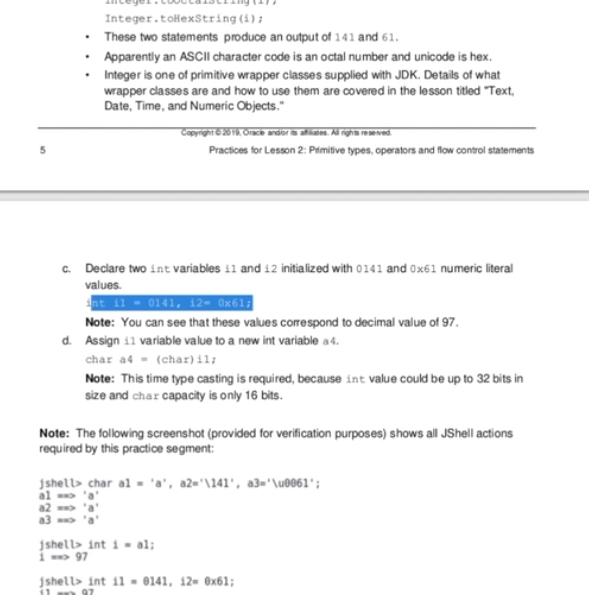 Integer.toOctalString(i);
Integer.toHexString(i);
• These two statements produce an output of 141 and 61.
• Apparently an ASCII character code is an octal number and unicode is hex.
• Integer is one of primitive wrapper classes supplied with JDK. Details of what
wrapper classes are and how to use them are covered in the lesson titled "Text,
Date, Time, and Numeric Objects."
Copyright © 2019, Oracle and/or its affiliates. All rights reserved.
5 Practices for Lesson 2: Primitive types, operators and flow control statements
c. Declare two int variables i1 and i2 initialized with 0141 and 0x61 numeric literal
values.
int i1 = 0141, i2= 0x61;
Note: You can see that these values correspond to decimal value of 97.
d. Assign i1 variable value to a new int variable a4.
char a4 = (char)i1;
Note: This time type casting is required, because int value could be up to 32 bits in
size and char capacity is only 16 bits.
Note: The following screenshot (provided for verification purposes) shows all JShell actions
required by this practice segment:
jshell> char a1 = 'a', a2='\141', a3='\u0061';
a1 ==> 'a'
a2 ==> 'a'
a3 ==> 'a'
jshell> int i = a1;
i ==> 97
jshell> int i1 = 0141, i2= 0x61;
i1 ==> 97